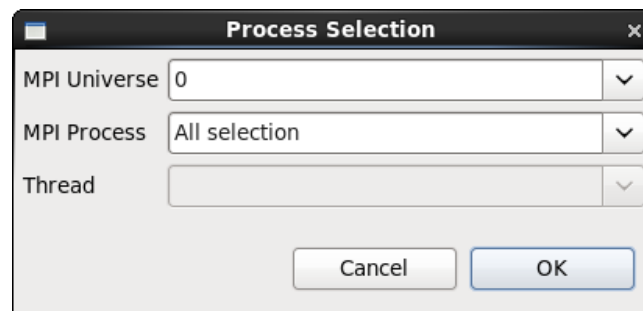 Process Selection
MPI Universe 0
MPI Process All selection
Thread
Cancel OK